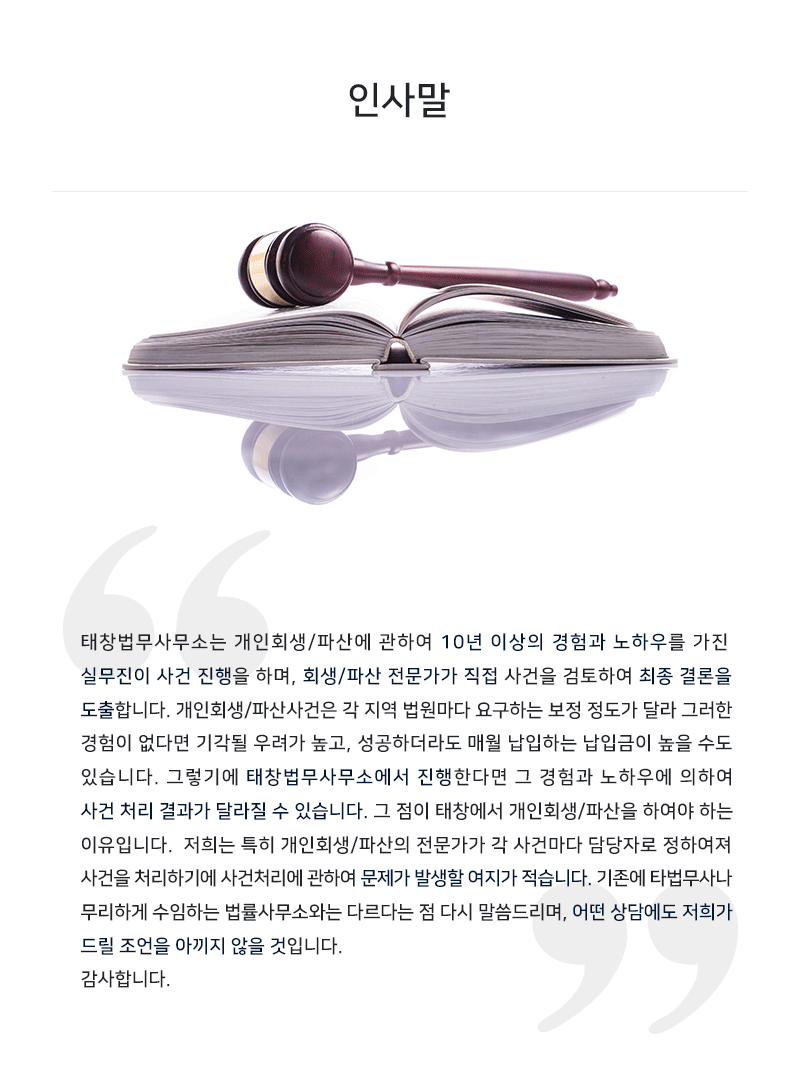 인사말
태창법무사무소는 개인회생/파산에 관하여 10년 이상의 경험과 노하우를 가진
실무진이 사건 진행을 하며, 회생/파산 전문가가 직접 사건을 검토하여 최종 결론을
도출합니다. 개인회생/파산사건은 각 지역 법원마다 요구하는 보정 정도가 달라 그러한
경험이 없다면 기각될 우려가 높고, 성공하더라도 매월 납입하는 납입금이 높을 수도
있습니다. 그렇기에 태창법무사무소에서 진행한다면 그 경험과 노하우에 의하여
사건 처리 결과가 달라질 수 있습니다. 그 점이 태창에서 개인회생/파산을 하여야 하는
이유입니다. 저희는 특히 개인회생/파산의 전문가가 각 사건마다 담당자로 정하여져
사건을 처리하기에 사건처리에 관하여 문제가 발생할 여지가 적습니다. 기존에 타법무사나
무리하게 수임하는 법률사무소와는 다르다는 점 다시 말씀드리며, 어떤 상담에도 저희가
드릴 조언을 아끼지 않을 것입니다.
감사합니다.